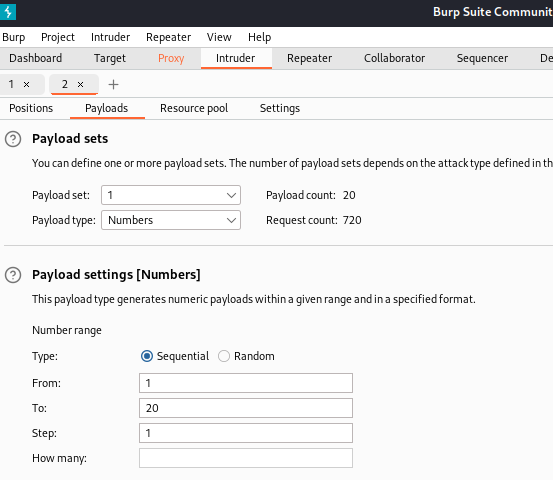 Burp Suite Communit
Burp Project Intruder Repeater View Help
Dashboard Target Proxy Intruder Repeater Collaborator Sequencer De
1 × 2 × +
Positions Payloads Resource pool Settings
? Payload sets
You can define one or more payload sets. The number of payload sets depends on the attack type defined in th
Payload set: 1 Payload count: 20
Payload type: Numbers Request count: 720
? Payload settings [Numbers]
This payload type generates numeric payloads within a given range and in a specified format.
Number range
Type: Sequential Random
From: 1
To: 20
Step: 1
How many: